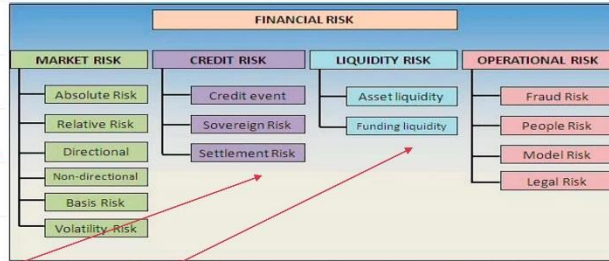 FINANCIAL RISK
MARKET RISK
CREDIT RISK
LIQUIDITY RISK
OPERATIONAL RISK
Absolute Risk
Credit event
Asset liquidity
Fraud Risk
Relative Risk
Sovereign Risk
Funding liquidity
People Risk
Directional
Settlement Risk
Model Risk
Non-directional
Legal Risk
Basis Risk
Volatility Risk